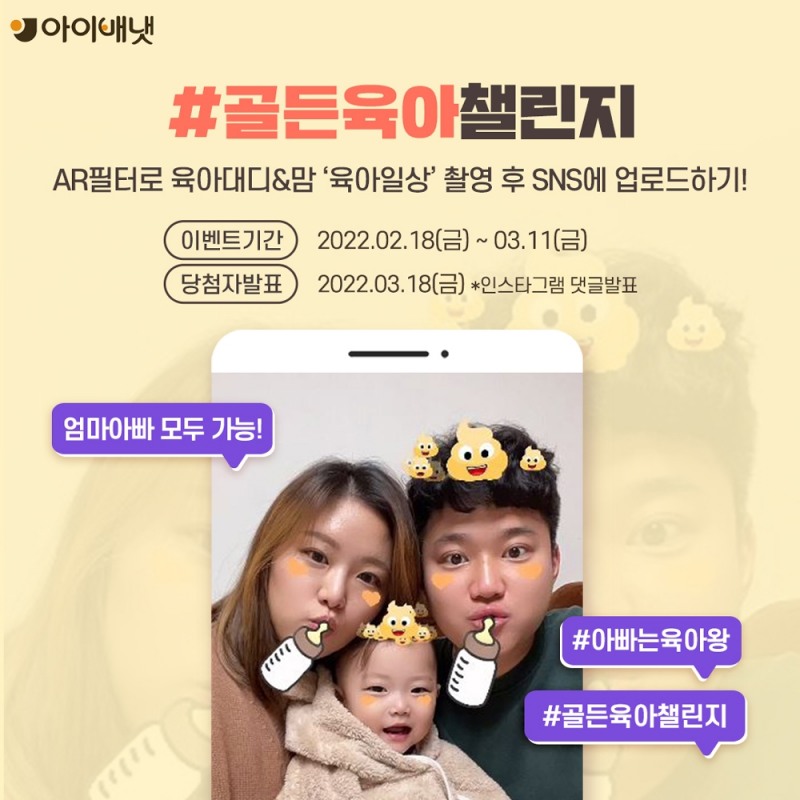 아이배냇
#골든육아챌린지
AR필터로 육아대디&맘 ‘육아일상’ 촬영 후 SNS에 업로드하기!
이벤트기간 2022.02.18(금) ~ 03.11(금)
당첨자발표 2022.03.18(금) *인스타그램 댓글발표
엄마아빠 모두 가능!
#아빠는육아왕
#골든육아챌린지